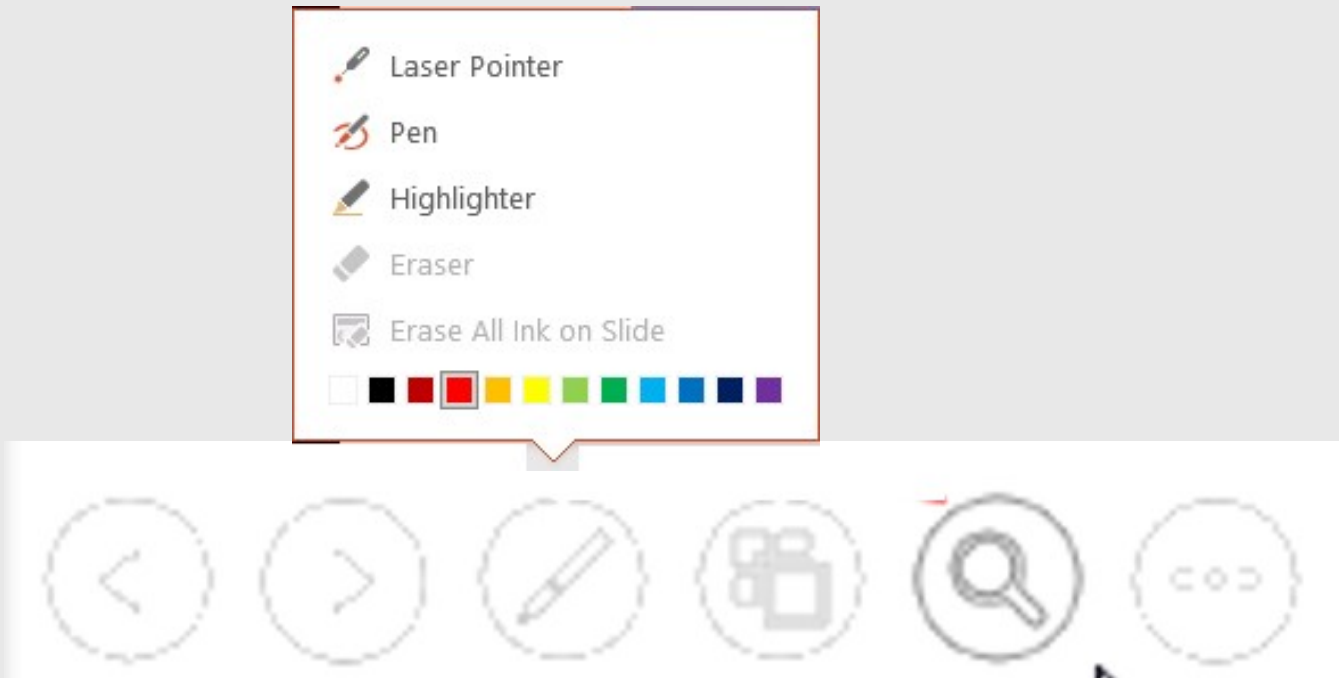 Laser Pointer
Pen
Highlighter
Eraser
Erase All Ink on Slide